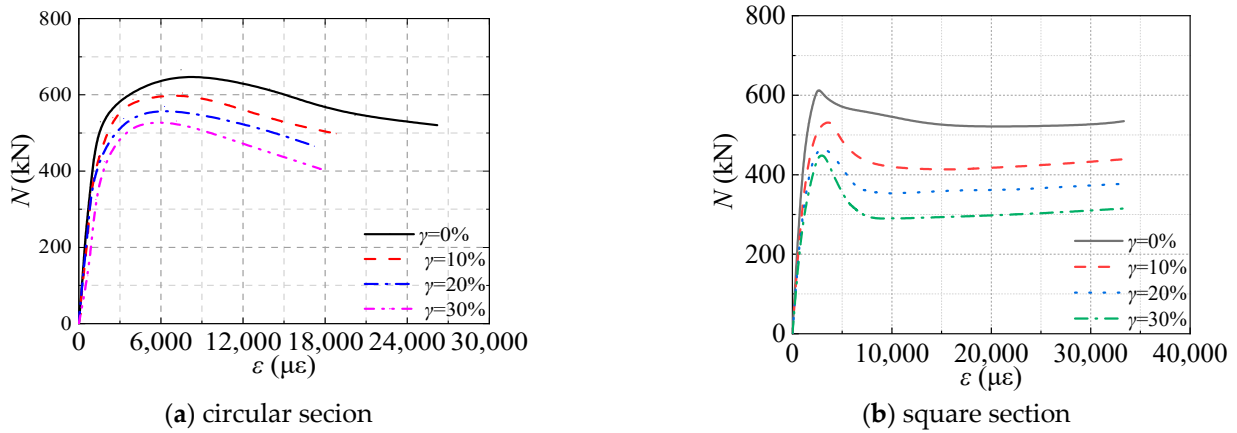 800
600
400
200
0
N (kN)
γ=0%
γ=10%
γ=20%
γ=30%
0 6,000 12,000 18,000 24,000 30,000
ε (με)
(a) circular secion
800
600
400
200
0
N (kN)
γ=0%
γ=10%
γ=20%
γ=30%
0 10,000 20,000 30,000 40,000
ε (με)
(b) square section